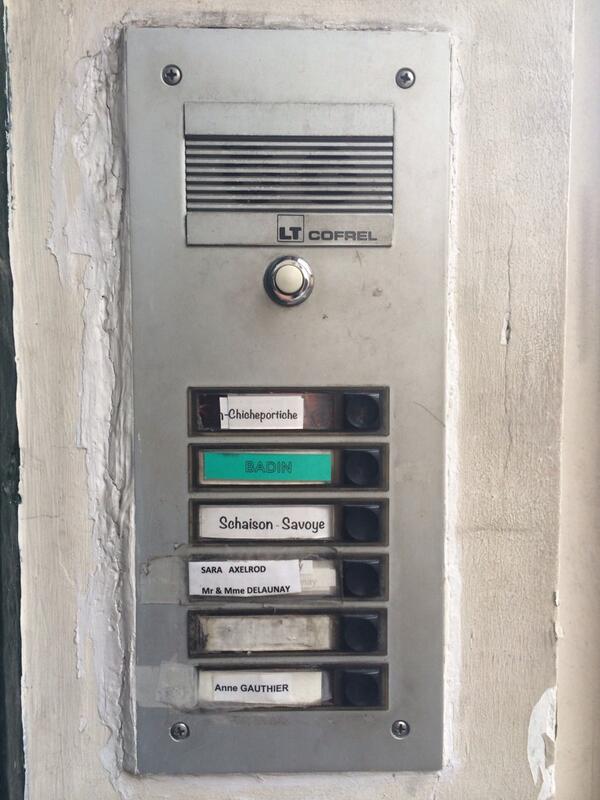 LT COFREL
-Chicheportiche
BADIN
Schaison-Savoye
SARA AXELROD
Mr & Mme DELAUNAY
Anne GAUTHIER